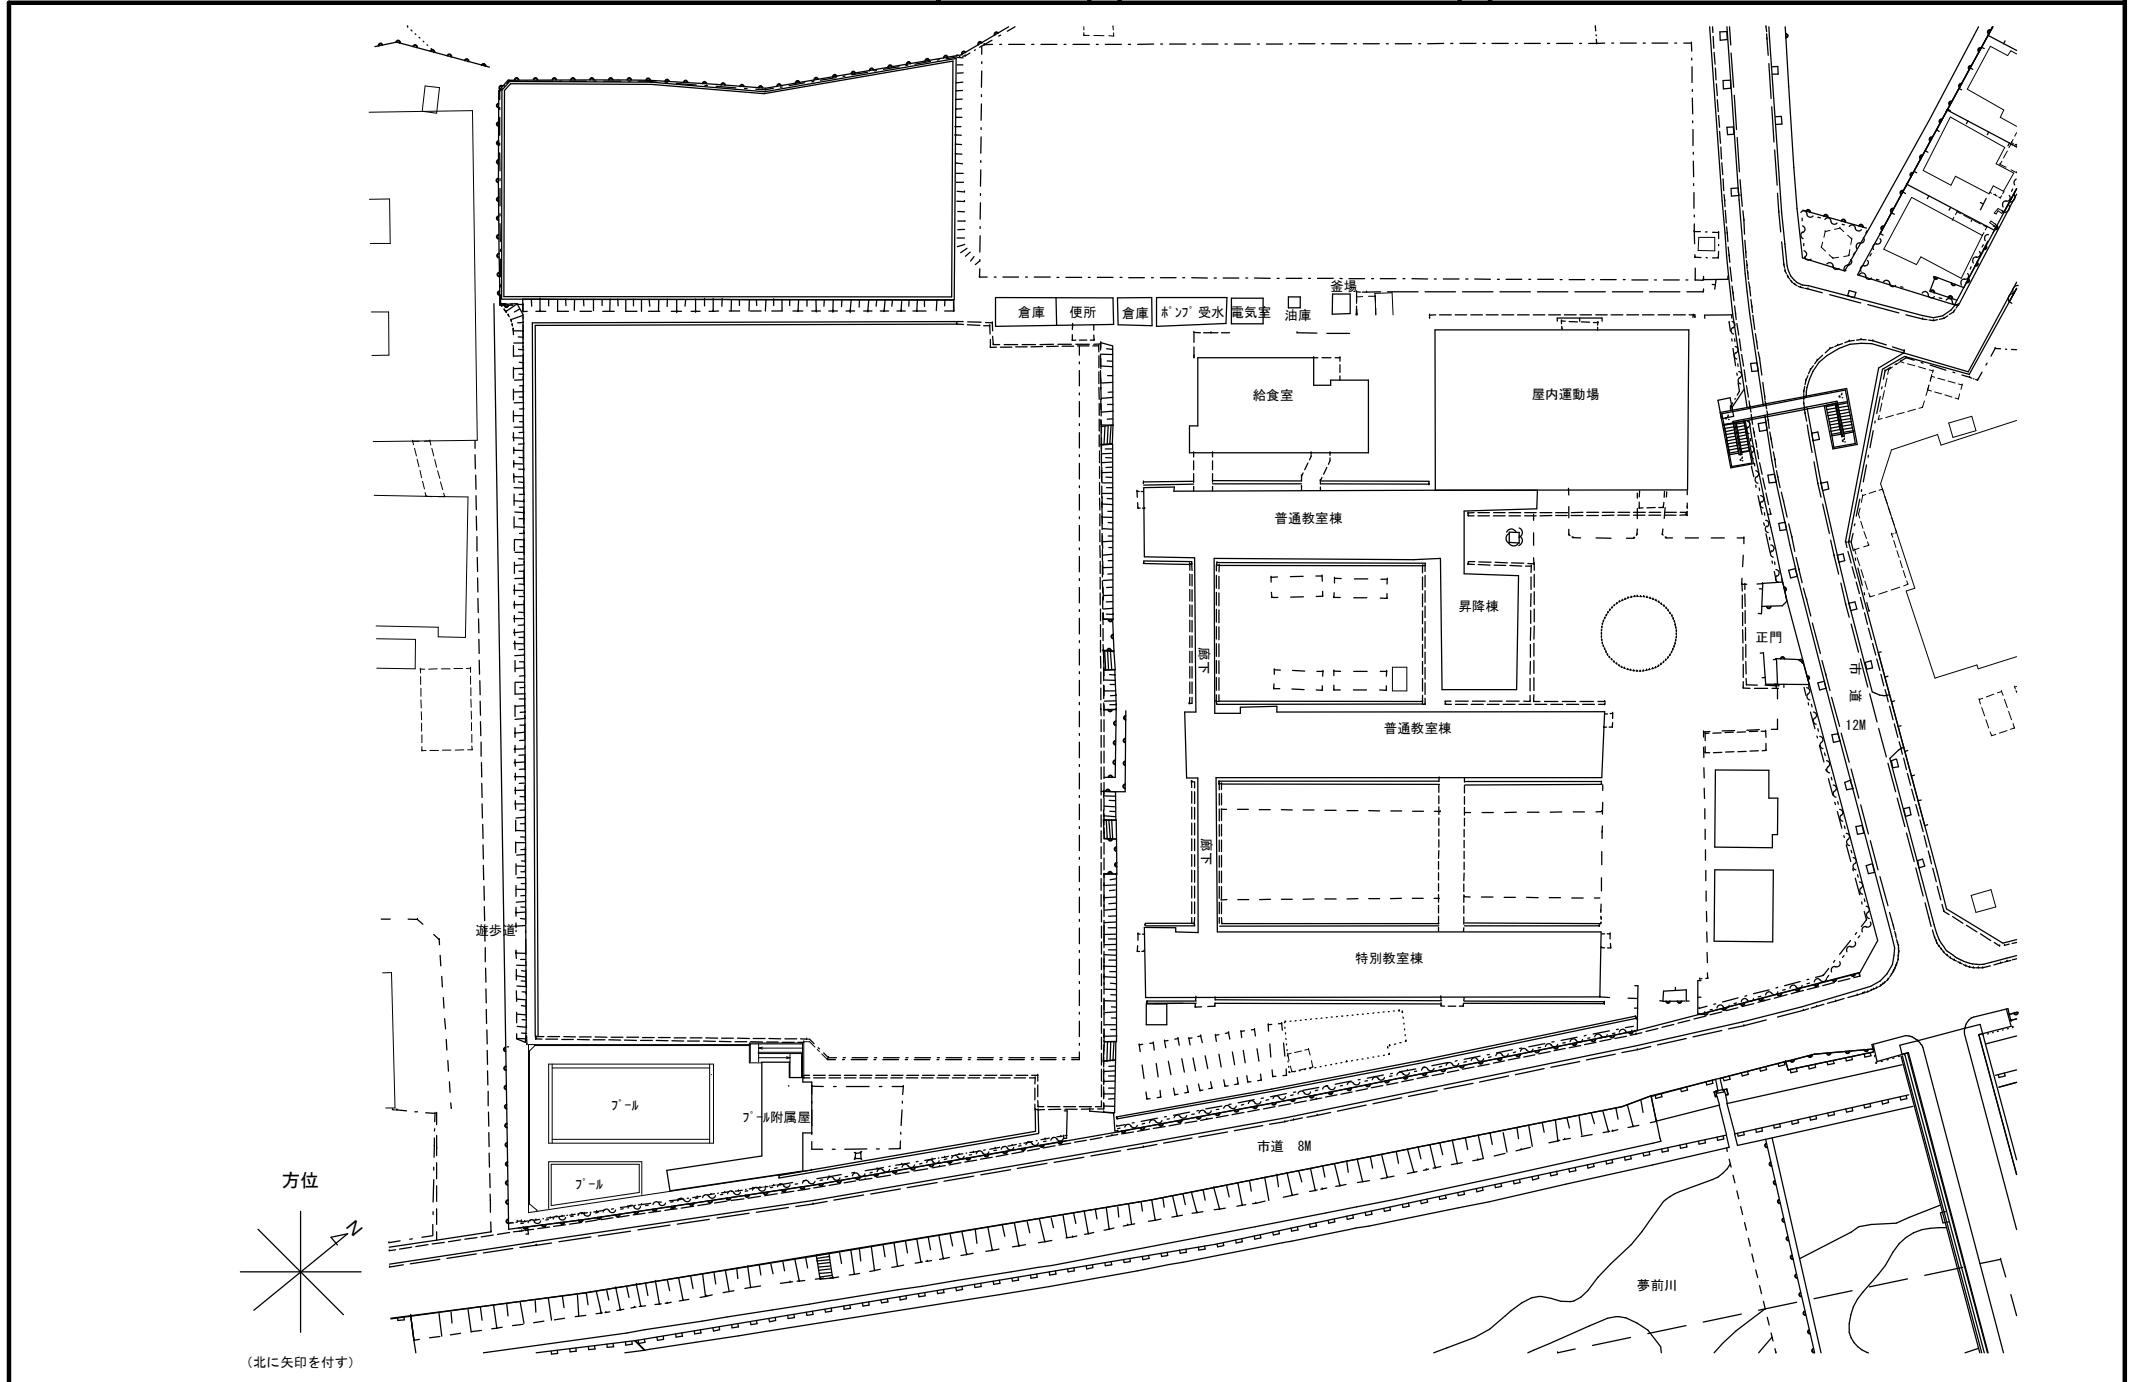 釜場
倉庫
便所
倉庫
ﾎﾟﾝﾌﾟ 受水
電気室
油庫
給食室
屋内運動場
普通教室棟
昇降棟
正門
廊下
市道
12M
普通教室棟
廊下
遊歩道
特別教室棟
プール
プール附属屋
市道 8M
プール
方位
N
夢前川
(北に矢印を付す)